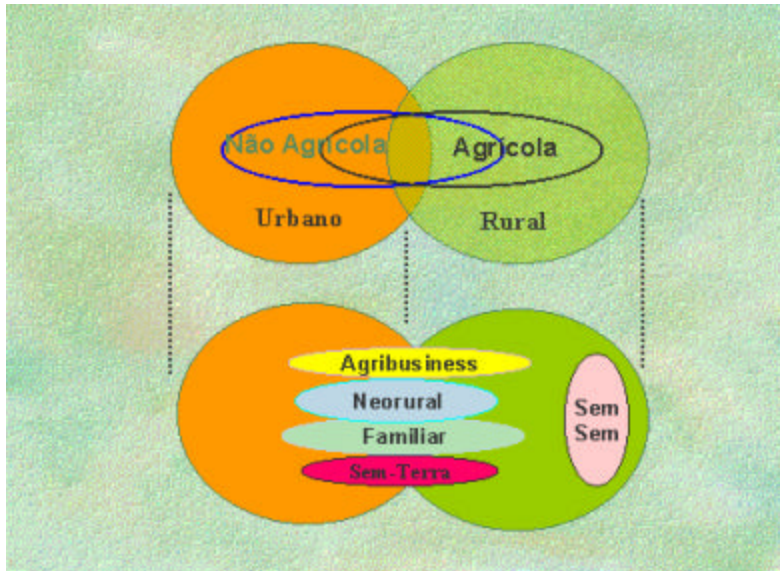 Não Agrícola
Agrícola
Urbano
Rural
Agribusiness
Neorural
Familiar
Sem-Terra
Sem
Sem